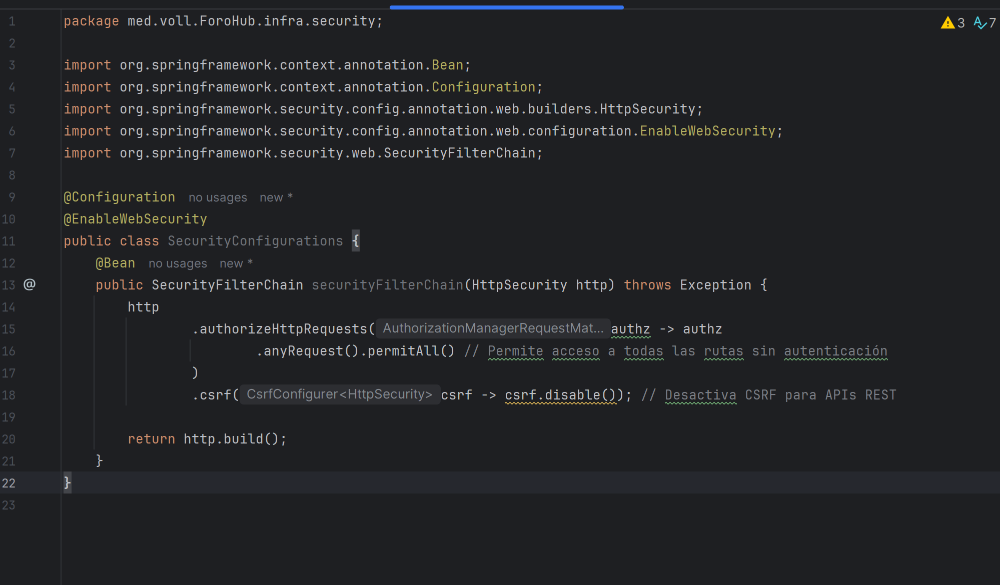 1 package med.voll.ForoHub.infra.security; 3 7
2
3 import org.springframework.context.annotation.Bean;
4 import org.springframework.context.annotation.Configuration;
5 import org.springframework.security.config.annotation.web.builders.HttpSecurity;
6 import org.springframework.security.config.annotation.web.configuration.EnableWebSecurity;
7 import org.springframework.security.web.SecurityFilterChain;
8
9 @Configuration no usages new *
10 @EnableWebSecurity
11 public class SecurityConfigurations {
12 @Bean no usages new *
13 @ public SecurityFilterChain securityFilterChain(HttpSecurity http) throws Exception {
14 http
15 .authorizeHttpRequests( AuthorizationManagerRequestMat... authz -> authz
16 .anyRequest().permitAll() // Permite acceso a todas las rutas sin autenticación
17 )
18 .csrf( CsrfConfigurer<HttpSecurity> csrf -> csrf.disable()); // Desactiva CSRF para APIs REST
19
20 return http.build();
21 }
22 }
23